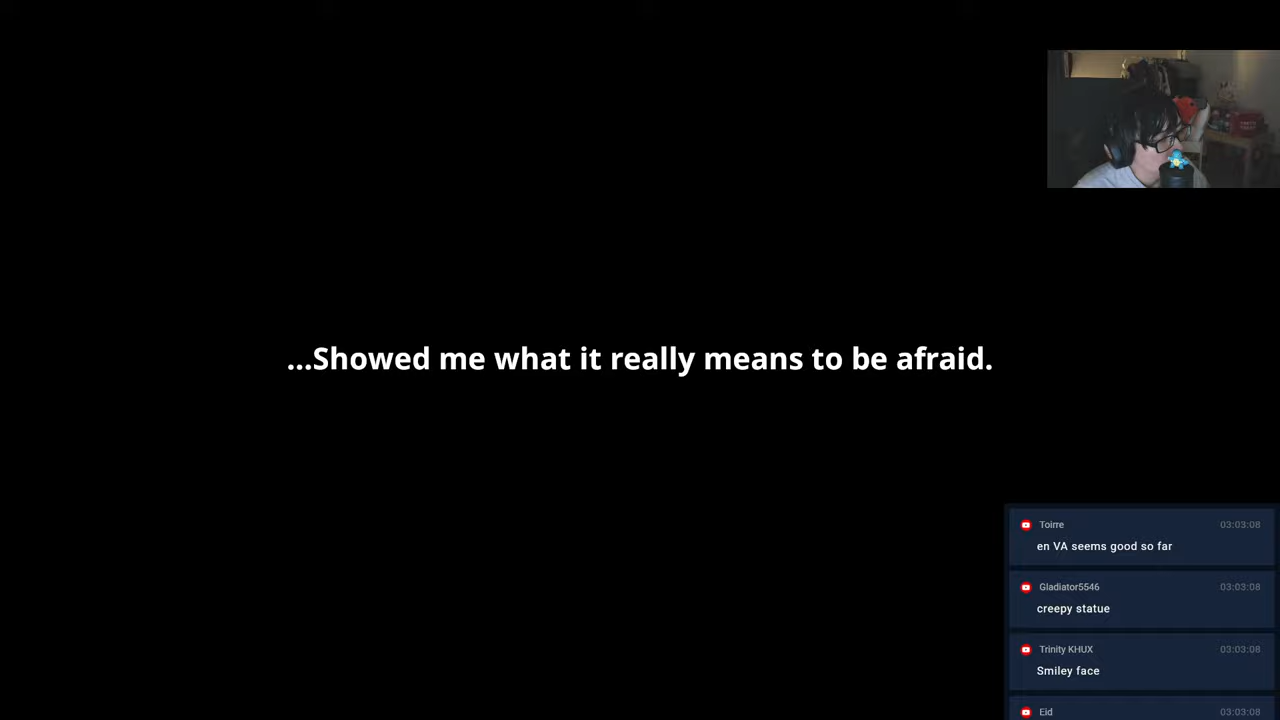 ...Showed me what it really means to be afraid.
Toirre 03:03:08
en VA seems good so far
Gladiator5546 03:03:08
creepy statue
Trinity KHUX 03:03:08
Smiley face
Eid 03:03:08